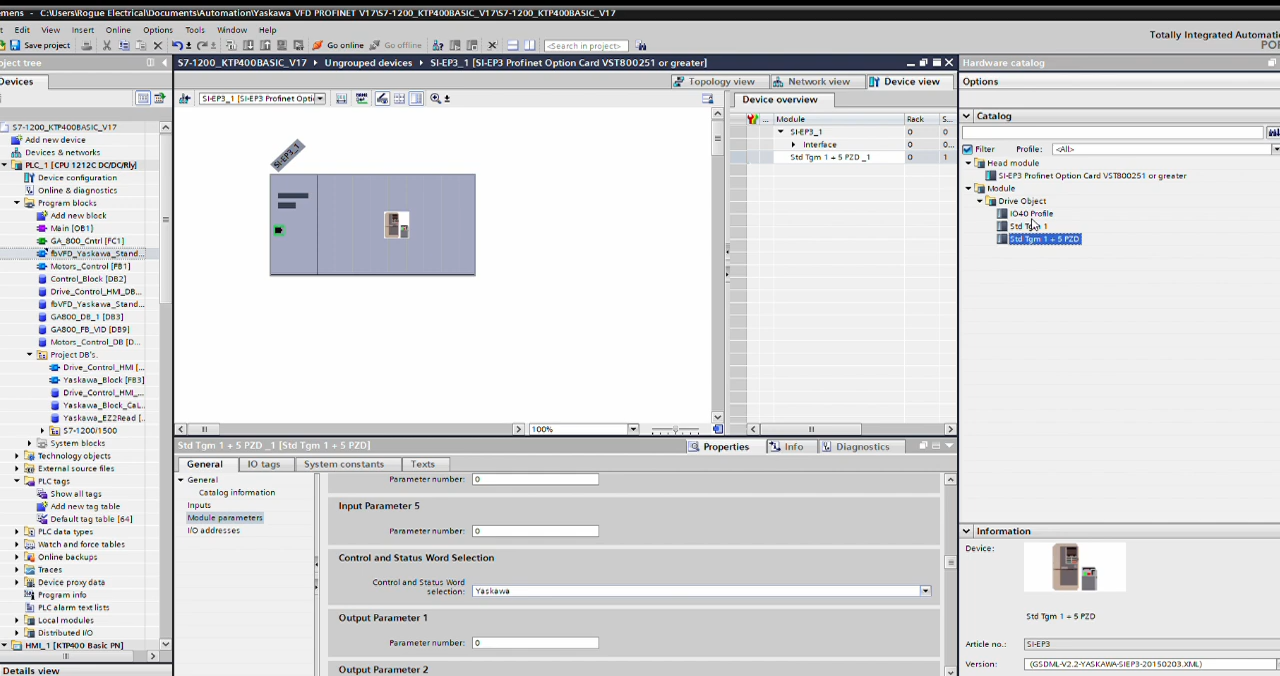 emens - C:\Users\Rogue Electrical\Documents\Automation\Yaskawa VFD PROFINET V17\S7-1200_KTP400BASIC_V17\S7-1200_KTP400BASIC_V17
Edit View Insert Online Options Tools Window Help
Totally Integrated Automatio
Save project Go online Go offline <Search in project>
PO
oject tree
S7-1200_KTP400BASIC_V17 Ungrouped devices SI-EP3_1 [SI-EP3 Profinet Option Card VST800251 or greater]
Hardware catalog
Devices
Topology view Network view Device view
Options
SI-EP3_1 [SI-EP3 Profinet Opti
Device overview
Catalog
S7-1200_KTP400BASIC_V17
Add new device
Devices & networks
PLC_1 [CPU 1212C DC/DC/Rly]
Device configuration
Online & diagnostics
Program blocks
Add new block
Main [OB1]
GA_800_Cntrl [FC1]
fbVFD_Yaskawa_Stand...
Motors_Control [FB1]
Control_Block [DB2]
Drive_Control_HMI_DB...
fbVFD_Yaskawa_Stand...
GA800_DB_1 [DB3]
GA800_FB_VID [DB9]
Motors_Control_DB [D...
Project DB's.
Drive_Control_HMI [...
Yaskawa_Block [FB3]
Drive_Control_HMI_...
Yaskawa_Block_CaL..
Yaskawa_EZ2Read [...
S7-1200/1500
System blocks
Technology objects
External source files
PLC tags
Show all tags
Add new tag table
Default tag table [64]
PLC data types
Watch and force tables
Online backups
Traces
Device proxy data
Program info
PLC alarm text lists
Local modules
Distributed I/O
HMI_1 [KTP400 Basic PN]
Details view
SI-EP3_1
100%
... Module Rack S...
SI-EP3_1 0 0
Interface 0 0...
Std Tgm 1 + 5 PZD _1 0 1
Filter Profile: <All>
Head module
SI-EP3 Profinet Option Card VST800251 or greater
Module
Drive Object
IO40 Profile
Std Tgm 1
Std Tgm 1 + 5 PZD
Std Tgm 1 + 5 PZD _1 [Std Tgm 1 + 5 PZD]
Properties Info Diagnostics
General IO tags System constants Texts
General
Catalog information
Inputs
Module parameters
I/O addresses
Parameter number: 0
Input Parameter 5
Parameter number: 0
Control and Status Word Selection
Control and Status Word
selection: Yaskawa
Output Parameter 1
Parameter number: 0
Output Parameter 2
Information
Device:
Std Tgm 1 + 5 PZD
Article no.: SI-EP3
Version: (GSDML-V2.2-YASKAWA-SIEP3-20150203.XML)